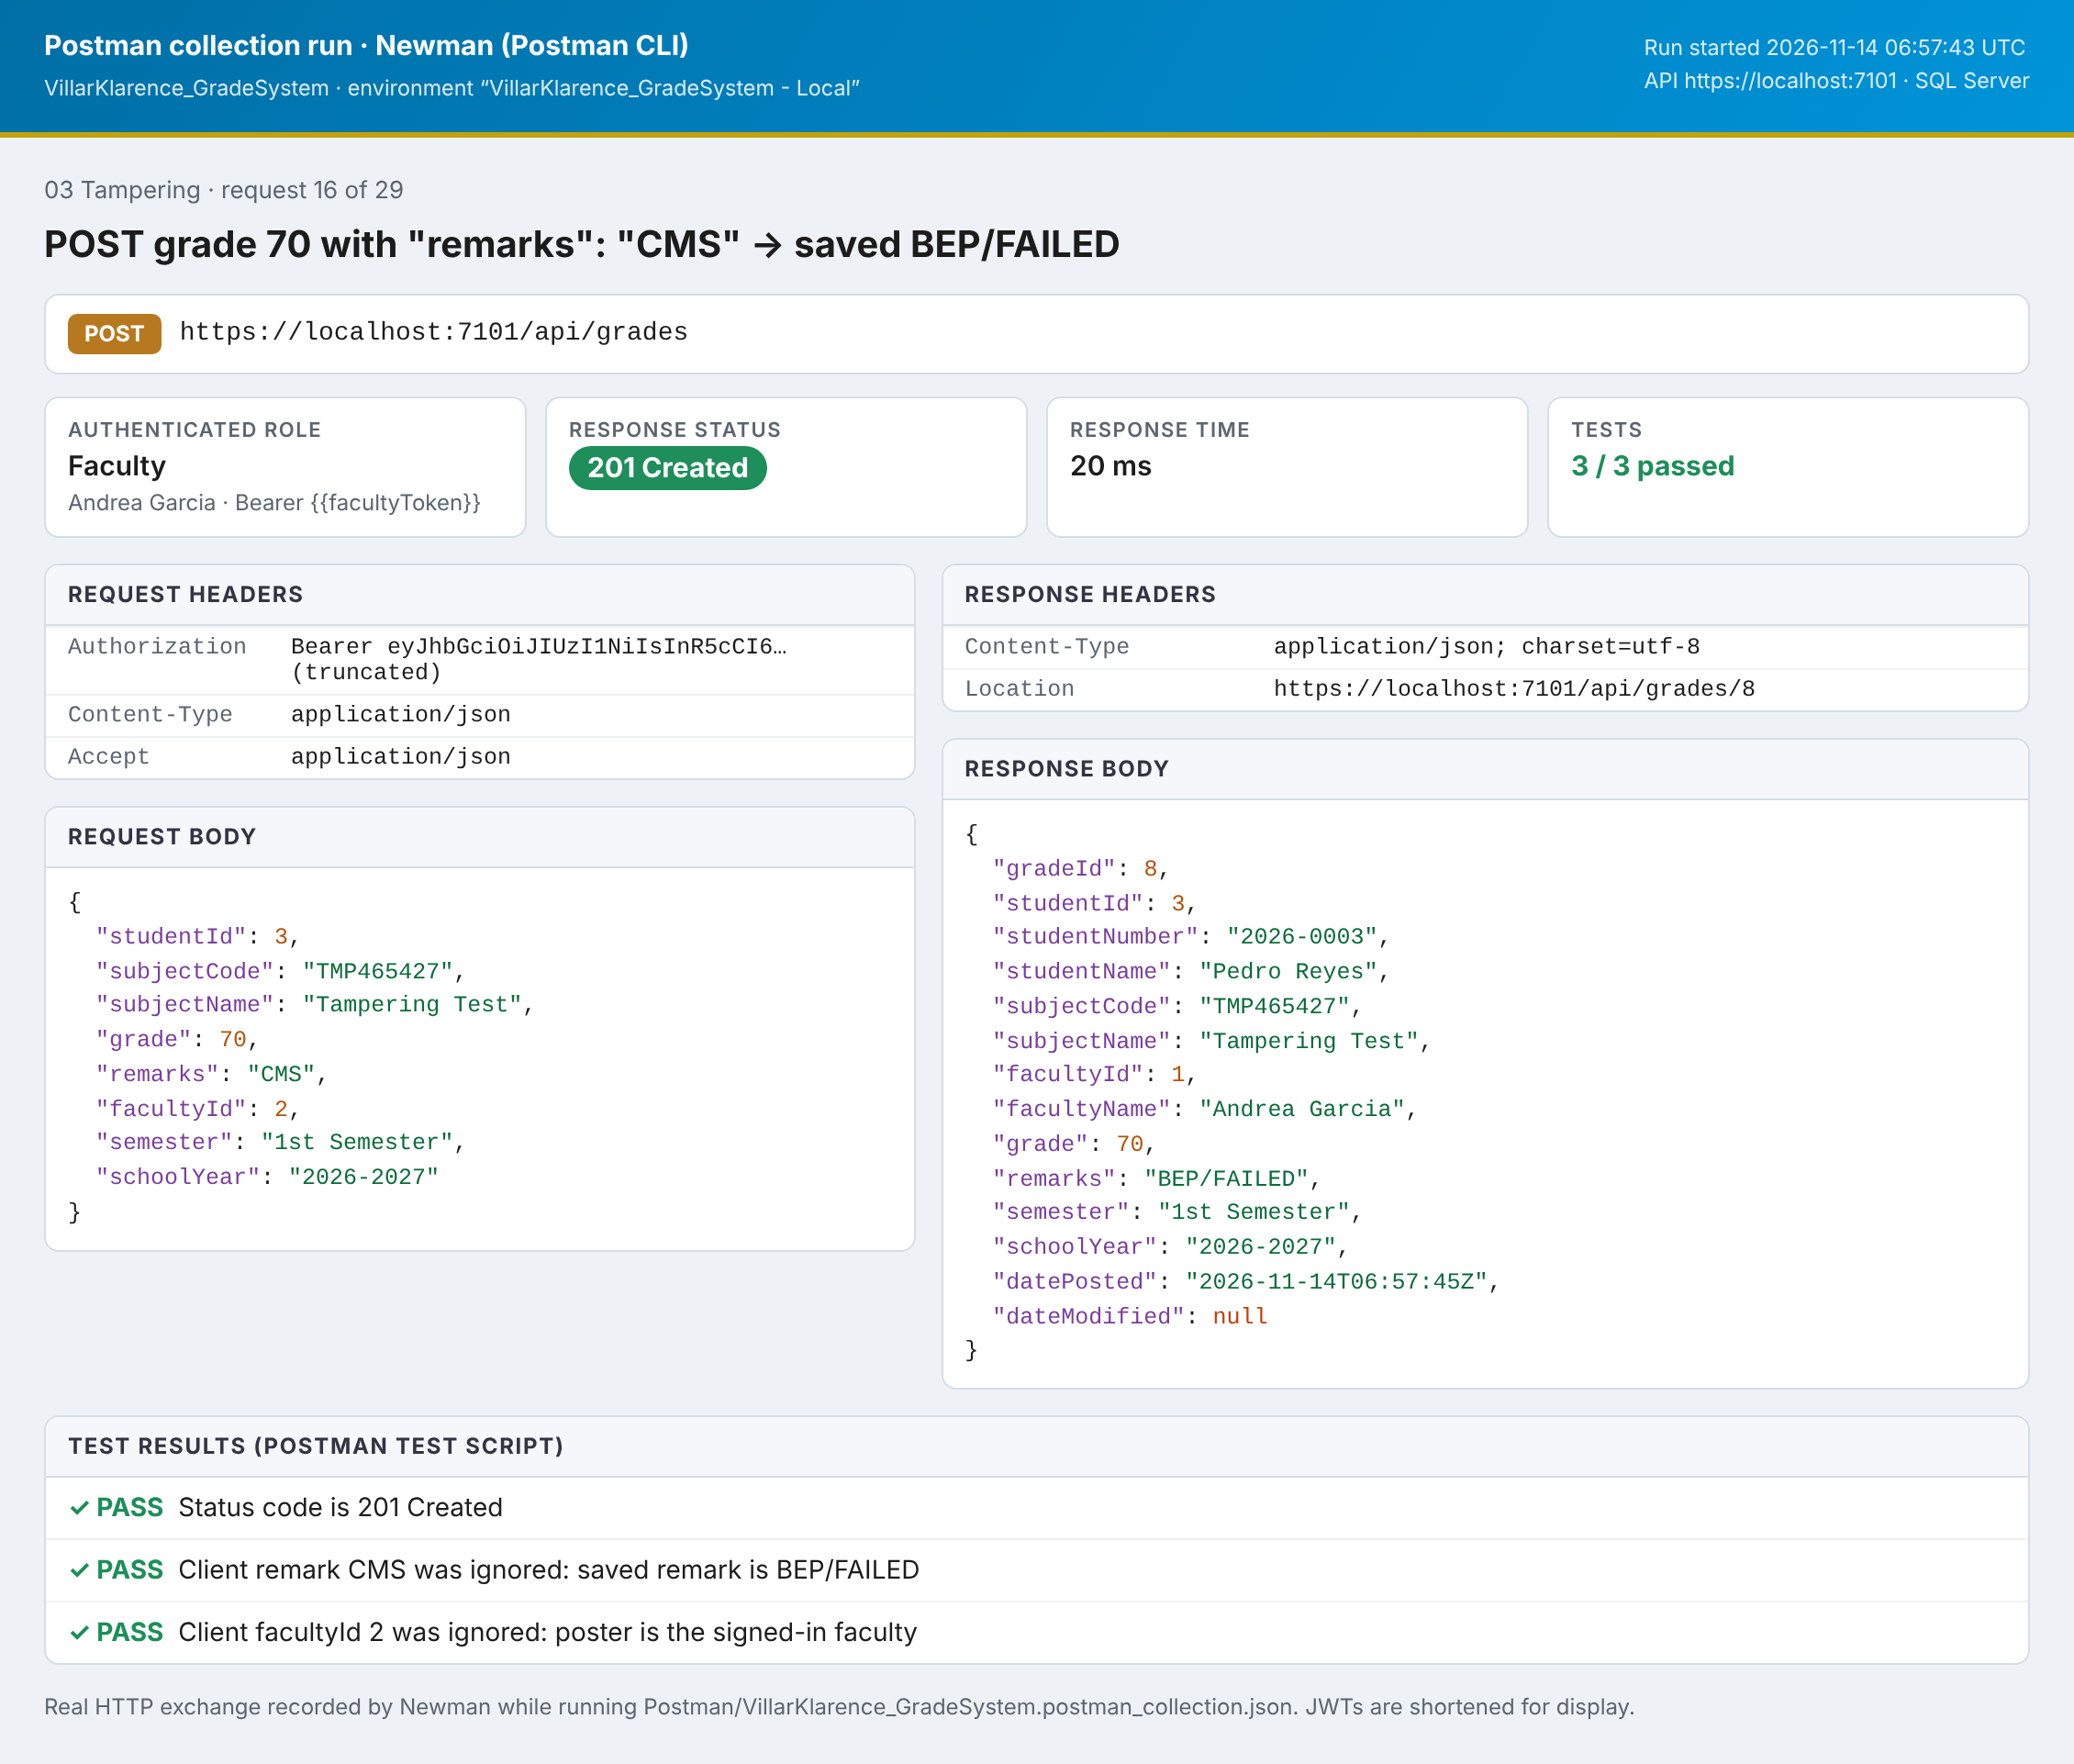 Postman collection run · Newman (Postman CLI)
VillarKlarence_GradeSystem · environment “VillarKlarence_GradeSystem - Local”
Run started 2026-11-14 06:57:43 UTC
API https://localhost:7101 · SQL Server
03 Tampering · request 16 of 29
POST grade 70 with "remarks": "CMS" → saved BEP/FAILED
POST https://localhost:7101/api/grades
AUTHENTICATED ROLE
Faculty
Andrea Garcia · Bearer {{facultyToken}}
RESPONSE STATUS
201 Created
RESPONSE TIME
20 ms
TESTS
3 / 3 passed
REQUEST HEADERS
Authorization Bearer eyJhbGciOiJIUzI1NiIsInR5cCI6…
(truncated)
Content-Type application/json
Accept application/json
REQUEST BODY
{
  "studentId": 3,
  "subjectCode": "TMP465427",
  "subjectName": "Tampering Test",
  "grade": 70,
  "remarks": "CMS",
  "facultyId": 2,
  "semester": "1st Semester",
  "schoolYear": "2026-2027"
}
RESPONSE HEADERS
Content-Type application/json; charset=utf-8
Location https://localhost:7101/api/grades/8
RESPONSE BODY
{
  "gradeId": 8,
  "studentId": 3,
  "studentNumber": "2026-0003",
  "studentName": "Pedro Reyes",
  "subjectCode": "TMP465427",
  "subjectName": "Tampering Test",
  "facultyId": 1,
  "facultyName": "Andrea Garcia",
  "grade": 70,
  "remarks": "BEP/FAILED",
  "semester": "1st Semester",
  "schoolYear": "2026-2027",
  "datePosted": "2026-11-14T06:57:45Z",
  "dateModified": null
}
TEST RESULTS (POSTMAN TEST SCRIPT)
✓ PASS Status code is 201 Created
✓ PASS Client remark CMS was ignored: saved remark is BEP/FAILED
✓ PASS Client facultyId 2 was ignored: poster is the signed-in faculty
Real HTTP exchange recorded by Newman while running Postman/VillarKlarence_GradeSystem.postman_collection.json. JWTs are shortened for display.